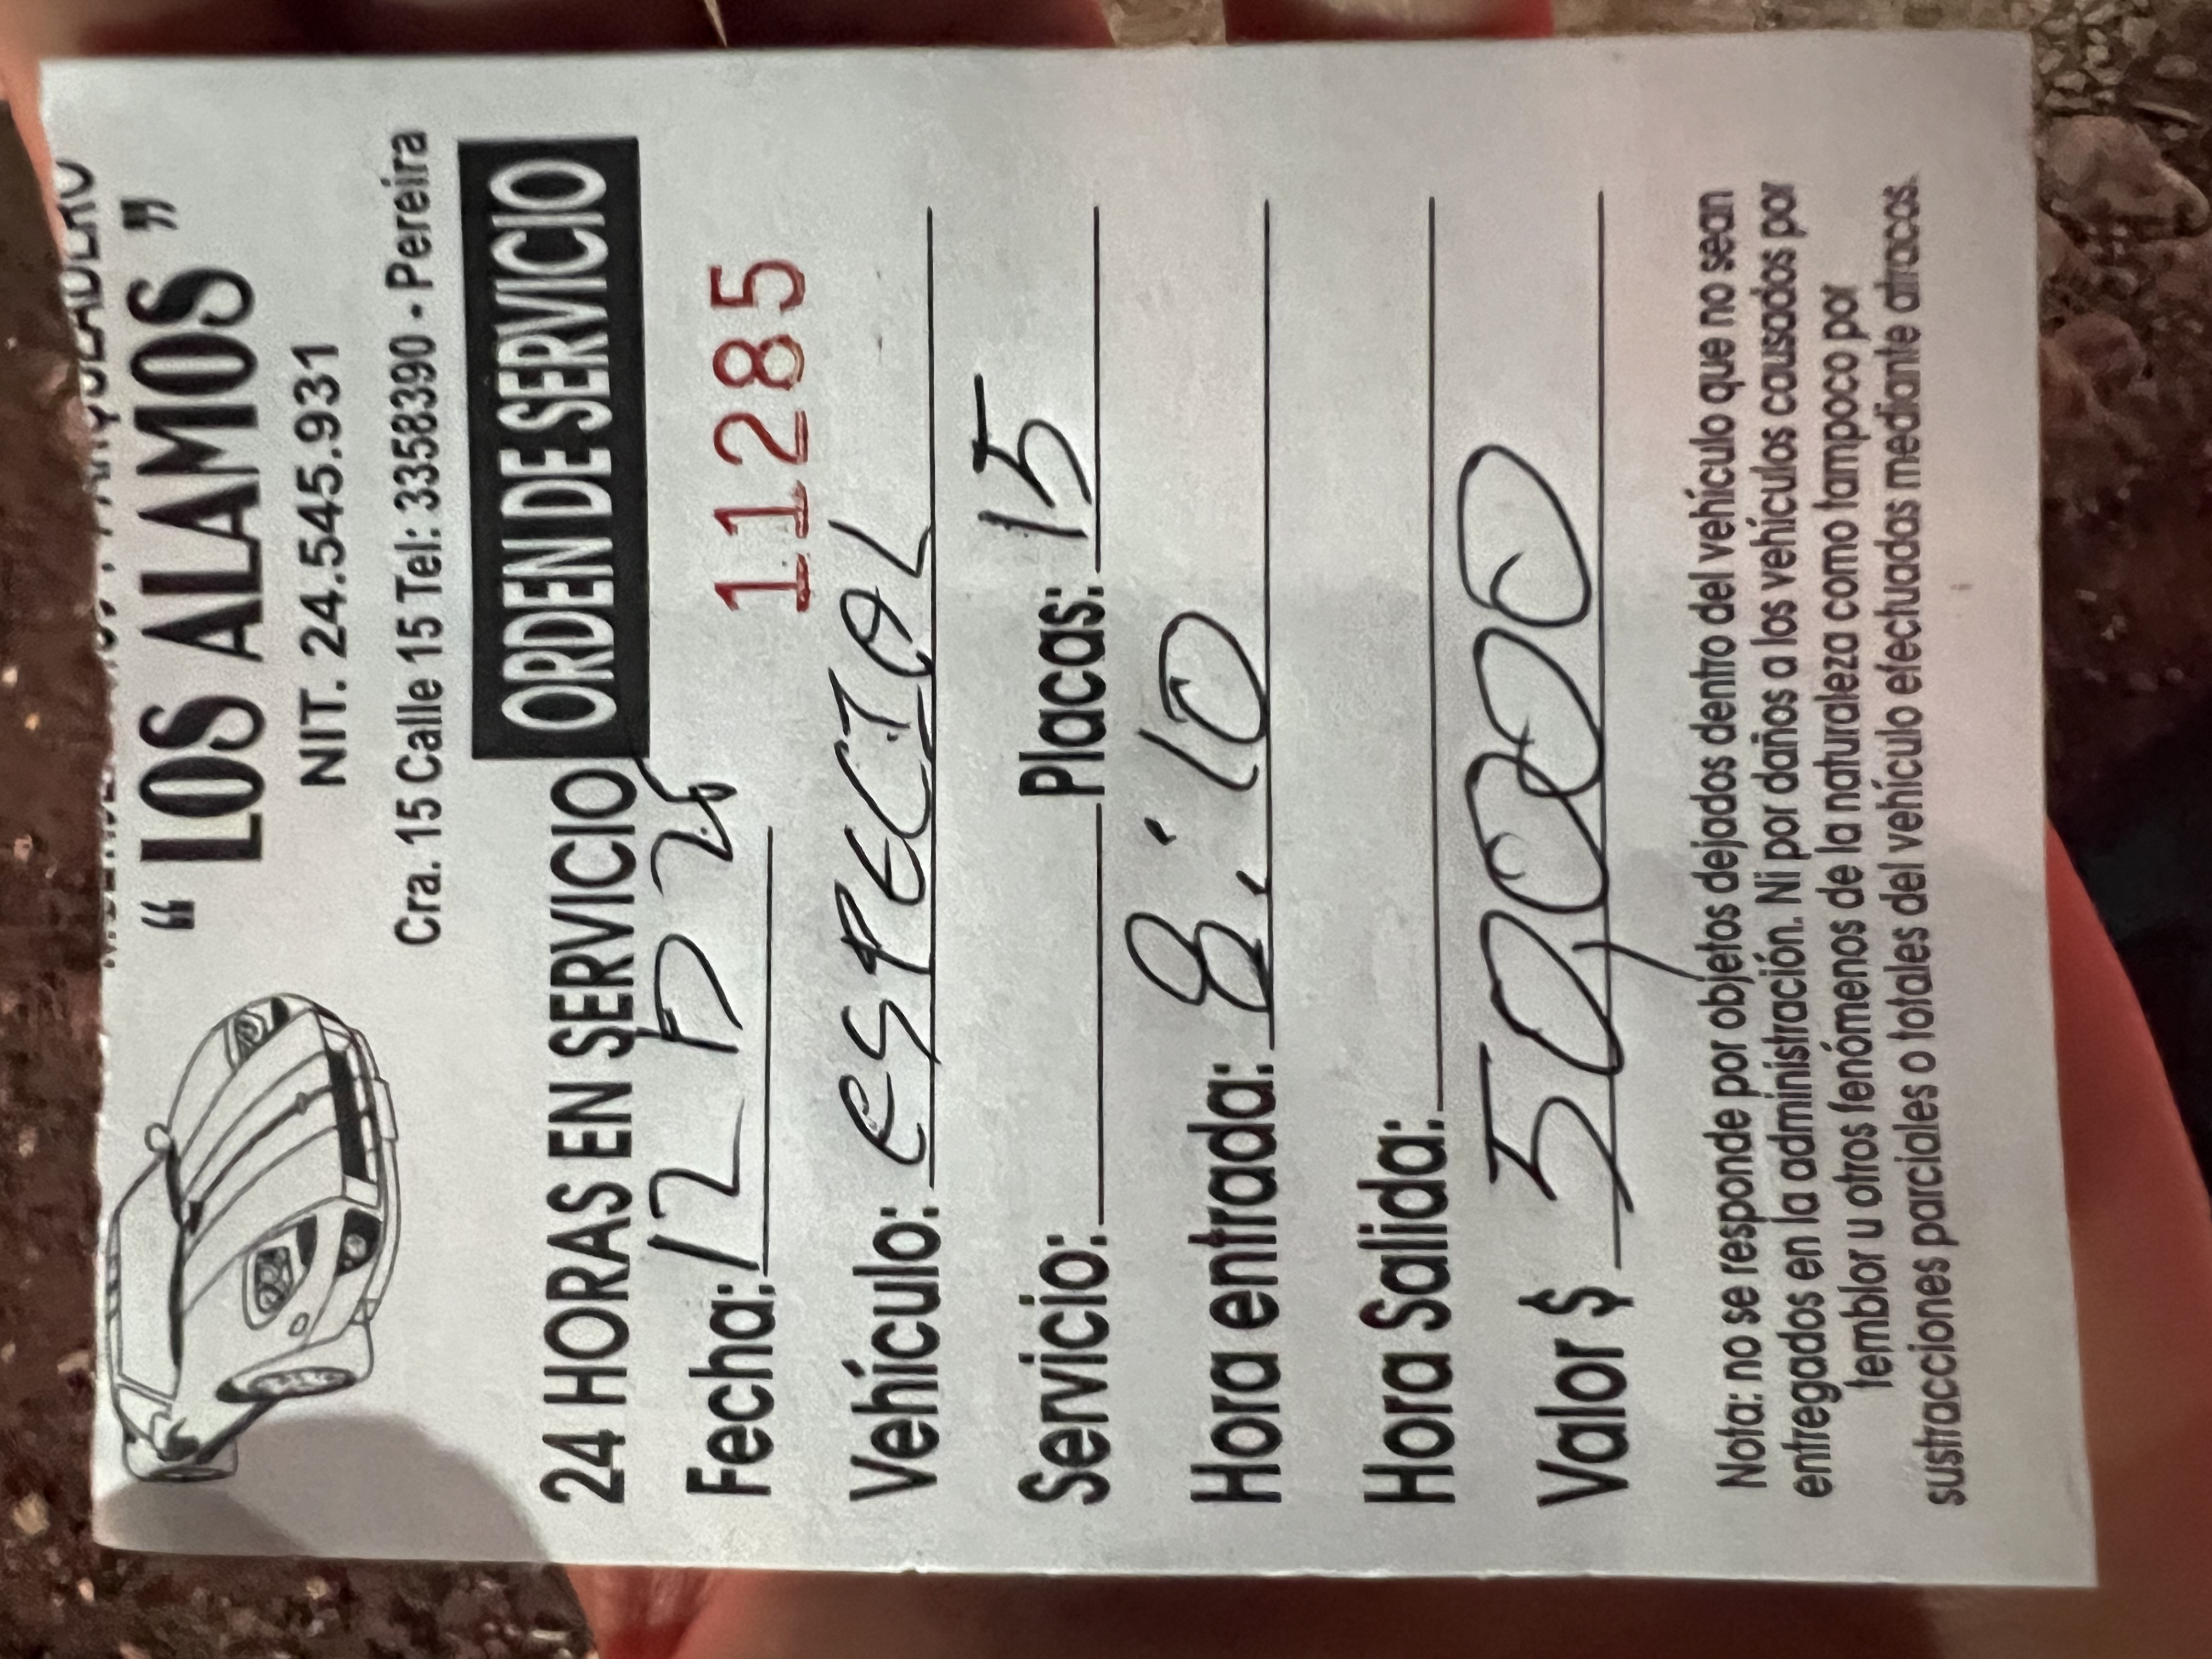 PARQUEADERO
" LOS ALAMOS "
NIT. 24.5445.931
Cra. 15 Calle 15 Tel: 3358390 - Pereira
24 HORAS EN SERVICIO ORDEN DE SERVICIO
Fecha: 12 D 25
11285
Vehículo: ESPECIAL
Servicio: Placas: 15
Hora entrada: 8:10
Hora Salida:
Valor $ 50,000
Nota: no se responde por objetos dejados dentro del vehículo que no sean
entregados en la administración. Ni por daños a los vehículos causados por
temblor u otros fenómenos de la naturaleza como tampoco por
sustracciones parciales o totales del vehículo efectuadas mediante atracos.